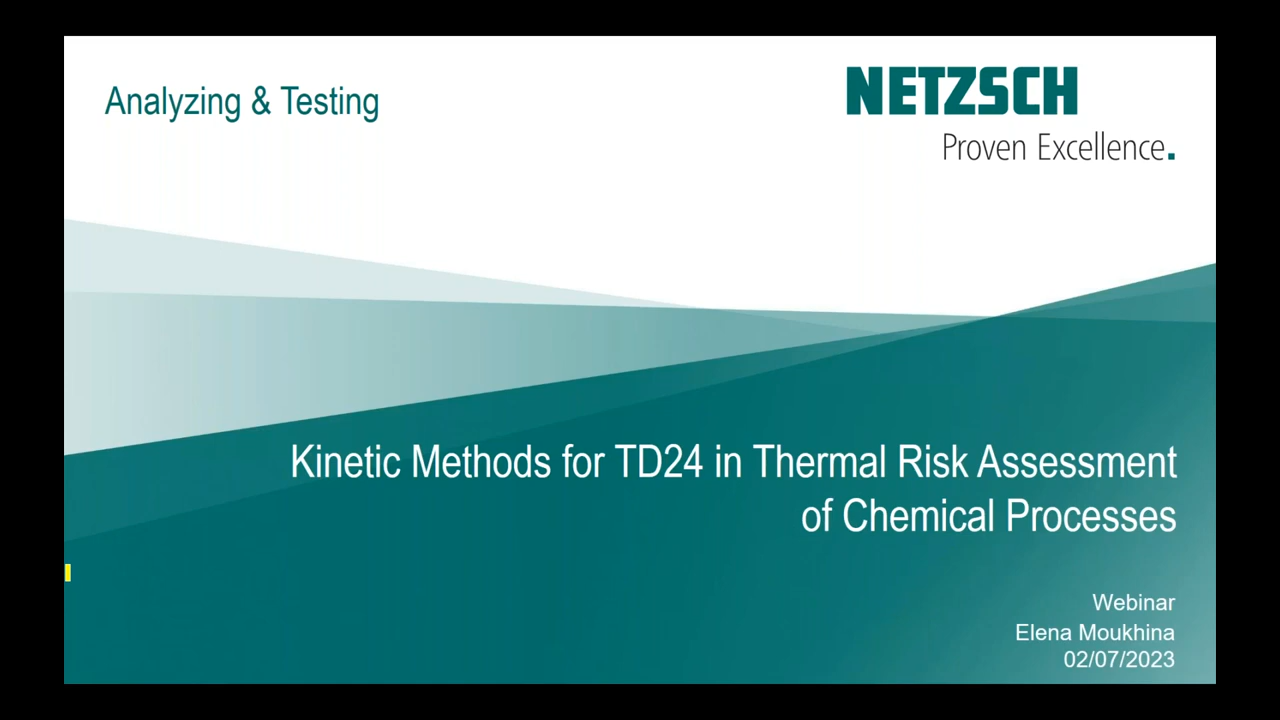 Analyzing & Testing
NETZSCH
Proven Excellence.
Kinetic Methods for TD24 in Thermal Risk Assessment
of Chemical Processes
Webinar
Elena Moukhina
02/07/2023